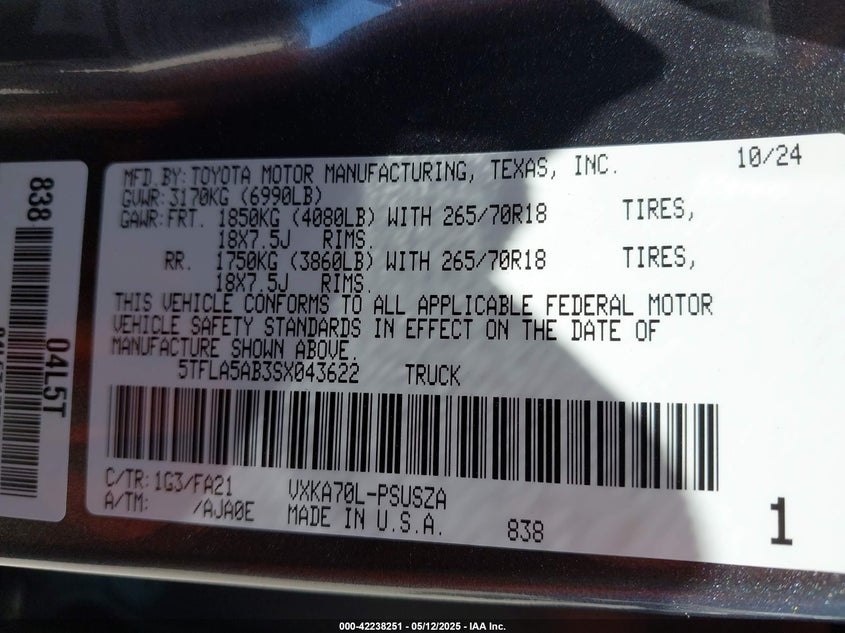 MFD. BY: TOYOTA MOTOR MANUFACTURING, TEXAS, INC. 10/24
GVWR: 3170KG (6990LB)
GAWR: FRT. 1850KG (4080LB) WITH 265/70R18 TIRES,
18X7.5J RIMS.
RR. 1750KG (3860LB) WITH 265/70R18 TIRES,
18X7.5J RIMS.
THIS VEHICLE CONFORMS TO ALL APPLICABLE FEDERAL MOTOR
VEHICLE SAFETY STANDARDS IN EFFECT ON THE DATE OF
MANUFACTURE SHOWN ABOVE.
5TFLA5AB3SX043622 TRUCK
C/TR: 1G3/FA21 VXKA70L-PSUSZA
A/TM: /AJA0E MADE IN U.S.A. 838 1
838
04L5T
000-42238251 - 05/12/2025 - IAA Inc.